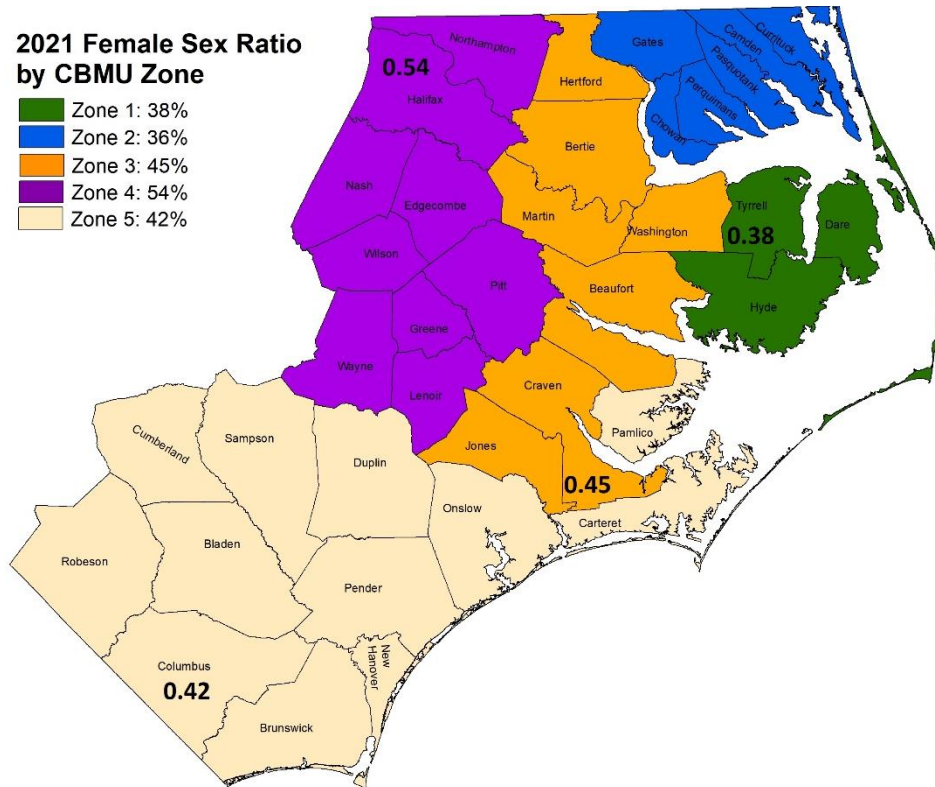 2021 Female Sex Ratio
by CBMU Zone
Zone 1: 38%
Zone 2: 36%
Zone 3: 45%
Zone 4: 54%
Zone 5: 42%
Northampton
0.54
Halifax
Hertford
Gates
Camden
Currituck
Pasquotank
Perquimans
Chowan
Bertie
Nash
Edgecombe
Martin
Washington
Tyrrell
0.38
Dare
Wilson
Pitt
Beaufort
Hyde
Greene
Wayne
Lenoir
Craven
Pamlico
Cumberland
Sampson
Duplin
Jones
0.45
Onslow
Carteret
Robeson
Bladen
Pender
Columbus
0.42
New
Hanover
Brunswick